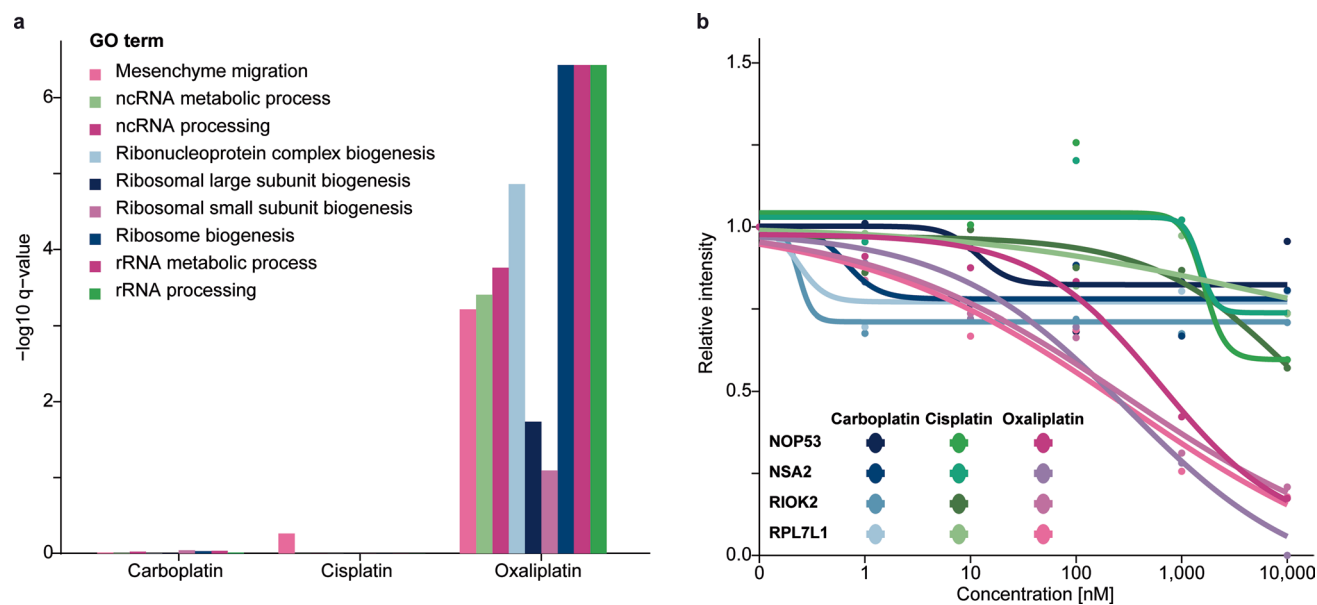 a
GO term
Mesenchyme migration
ncRNA metabolic process
ncRNA processing
Ribonucleoprotein complex biogenesis
Ribosomal large subunit biogenesis
Ribosomal small subunit biogenesis
Ribosome biogenesis
rRNA metabolic process
rRNA processing
−log10 q−value
6
4
2
0
Carboplatin Cisplatin Oxaliplatin
b
Relative intensity
1.5
1.0
0.5
0.0
Carboplatin Cisplatin Oxaliplatin
NOP53
NSA2
RIOK2
RPL7L1
0 1 10 100 1,000 10,000
Concentration [nM]